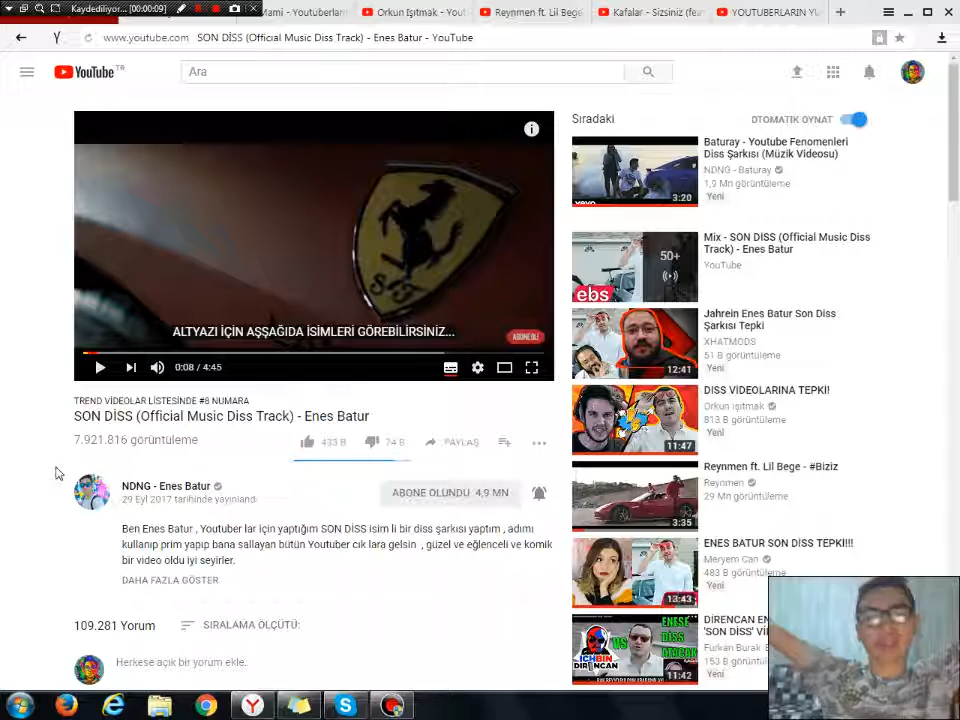 Kaydediliyor... [00:00:09]
Mami - Youtuberları
Orkun Işıtmak - Yout
Reynmen ft. Lil Bege
Kafalar - Sizsiniz (fea
YOUTUBERLARIN YU
www.youtube.com SON DİSS (Official Music Diss Track) - Enes Batur - YouTube
YouTube TR
Ara
ALTYAZI İÇİN AŞŞAĞIDA İSİMLERİ GÖREBİLİRSİNİZ...
ABONE OL!
0:08 / 4:45
TREND VİDEOLAR LİSTESİNDE #8 NUMARA
SON DİSS (Official Music Diss Track) - Enes Batur
7.921.816 görüntüleme
433 B
74 B
PAYLAŞ
NDNG - Enes Batur
29 Eyl 2017 tarihinde yayınlandı
ABONE OLUNDU 4,9 MN
Ben Enes Batur , Youtuber lar için yaptığım SON DİSS isim li bir diss şarkısı yaptım , adımı
kullanıp prim yapıp bana sallayan bütün Youtuber cık lara gelsin , güzel ve eğlenceli ve komik
bir video oldu iyi seyirler.
DAHA FAZLA GÖSTER
109.281 Yorum
SIRALAMA ÖLÇÜTÜ:
Herkese açık bir yorum ekle.
Sıradaki
OTOMATİK OYNAT
vevo
3:20
Baturay - Youtube Fenomenleri
Diss Şarkısı (Müzik Videosu)
NDNG - Baturay
1,9 Mn görüntüleme
Yeni
50+
ebs
Mix - SON DİSS (Official Music Diss
Track) - Enes Batur
YouTube
12:41
Jahrein Enes Batur Son Diss
Şarkısı Tepki
XHATMODS
51 B görüntüleme
Yeni
11:47
DISS VİDEOLARINA TEPKİ!
Orkun Işıtmak
813 B görüntüleme
Yeni
3:35
Reynmen ft. Lil Bege - #Biziz
Reynmen
29 Mn görüntüleme
13:43
ENES BATUR SON DİSS TEPKİ!!!
Meryem Can
483 B görüntüleme
Yeni
ICH BIN
DİRENCAN
VS
ENESE
DİSS
ATACAM
11:42
DİRENCAN EN
'SON DİSS' Vİ
Furkan Burak
153 B görüntü
Yeni